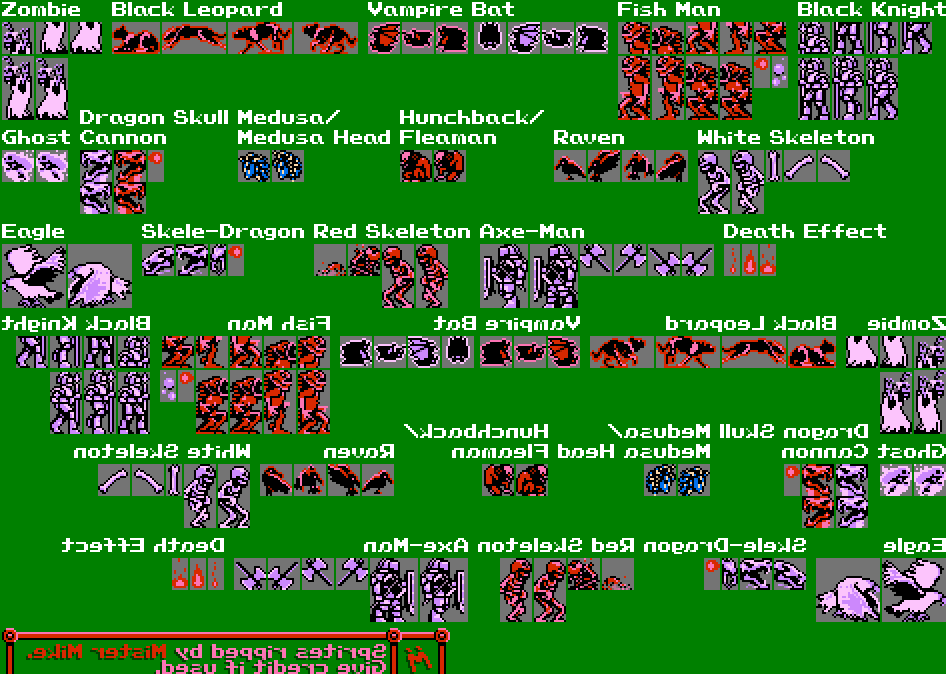 Zombie Black Leopard Vampire Bat Fish Man Black Knight
Dragon Skull Medusa/ Hunchback/
Ghost Cannon Medusa Head Fleaman Raven White Skeleton
Eagle Skele-Dragon Red Skeleton Axe-Man Death Effect
Black Knight Fish Man Vampire Bat Black Leopard Zombie
Hunchback/ Medusa/ Dragon Skull
White Skeleton Raven Fleaman Medusa Head Cannon Ghost
Death Effect Axe-Man Red Skeleton Skele-Dragon Eagle
Sprites ripped by Mister Mike.
Give credit if used.
M